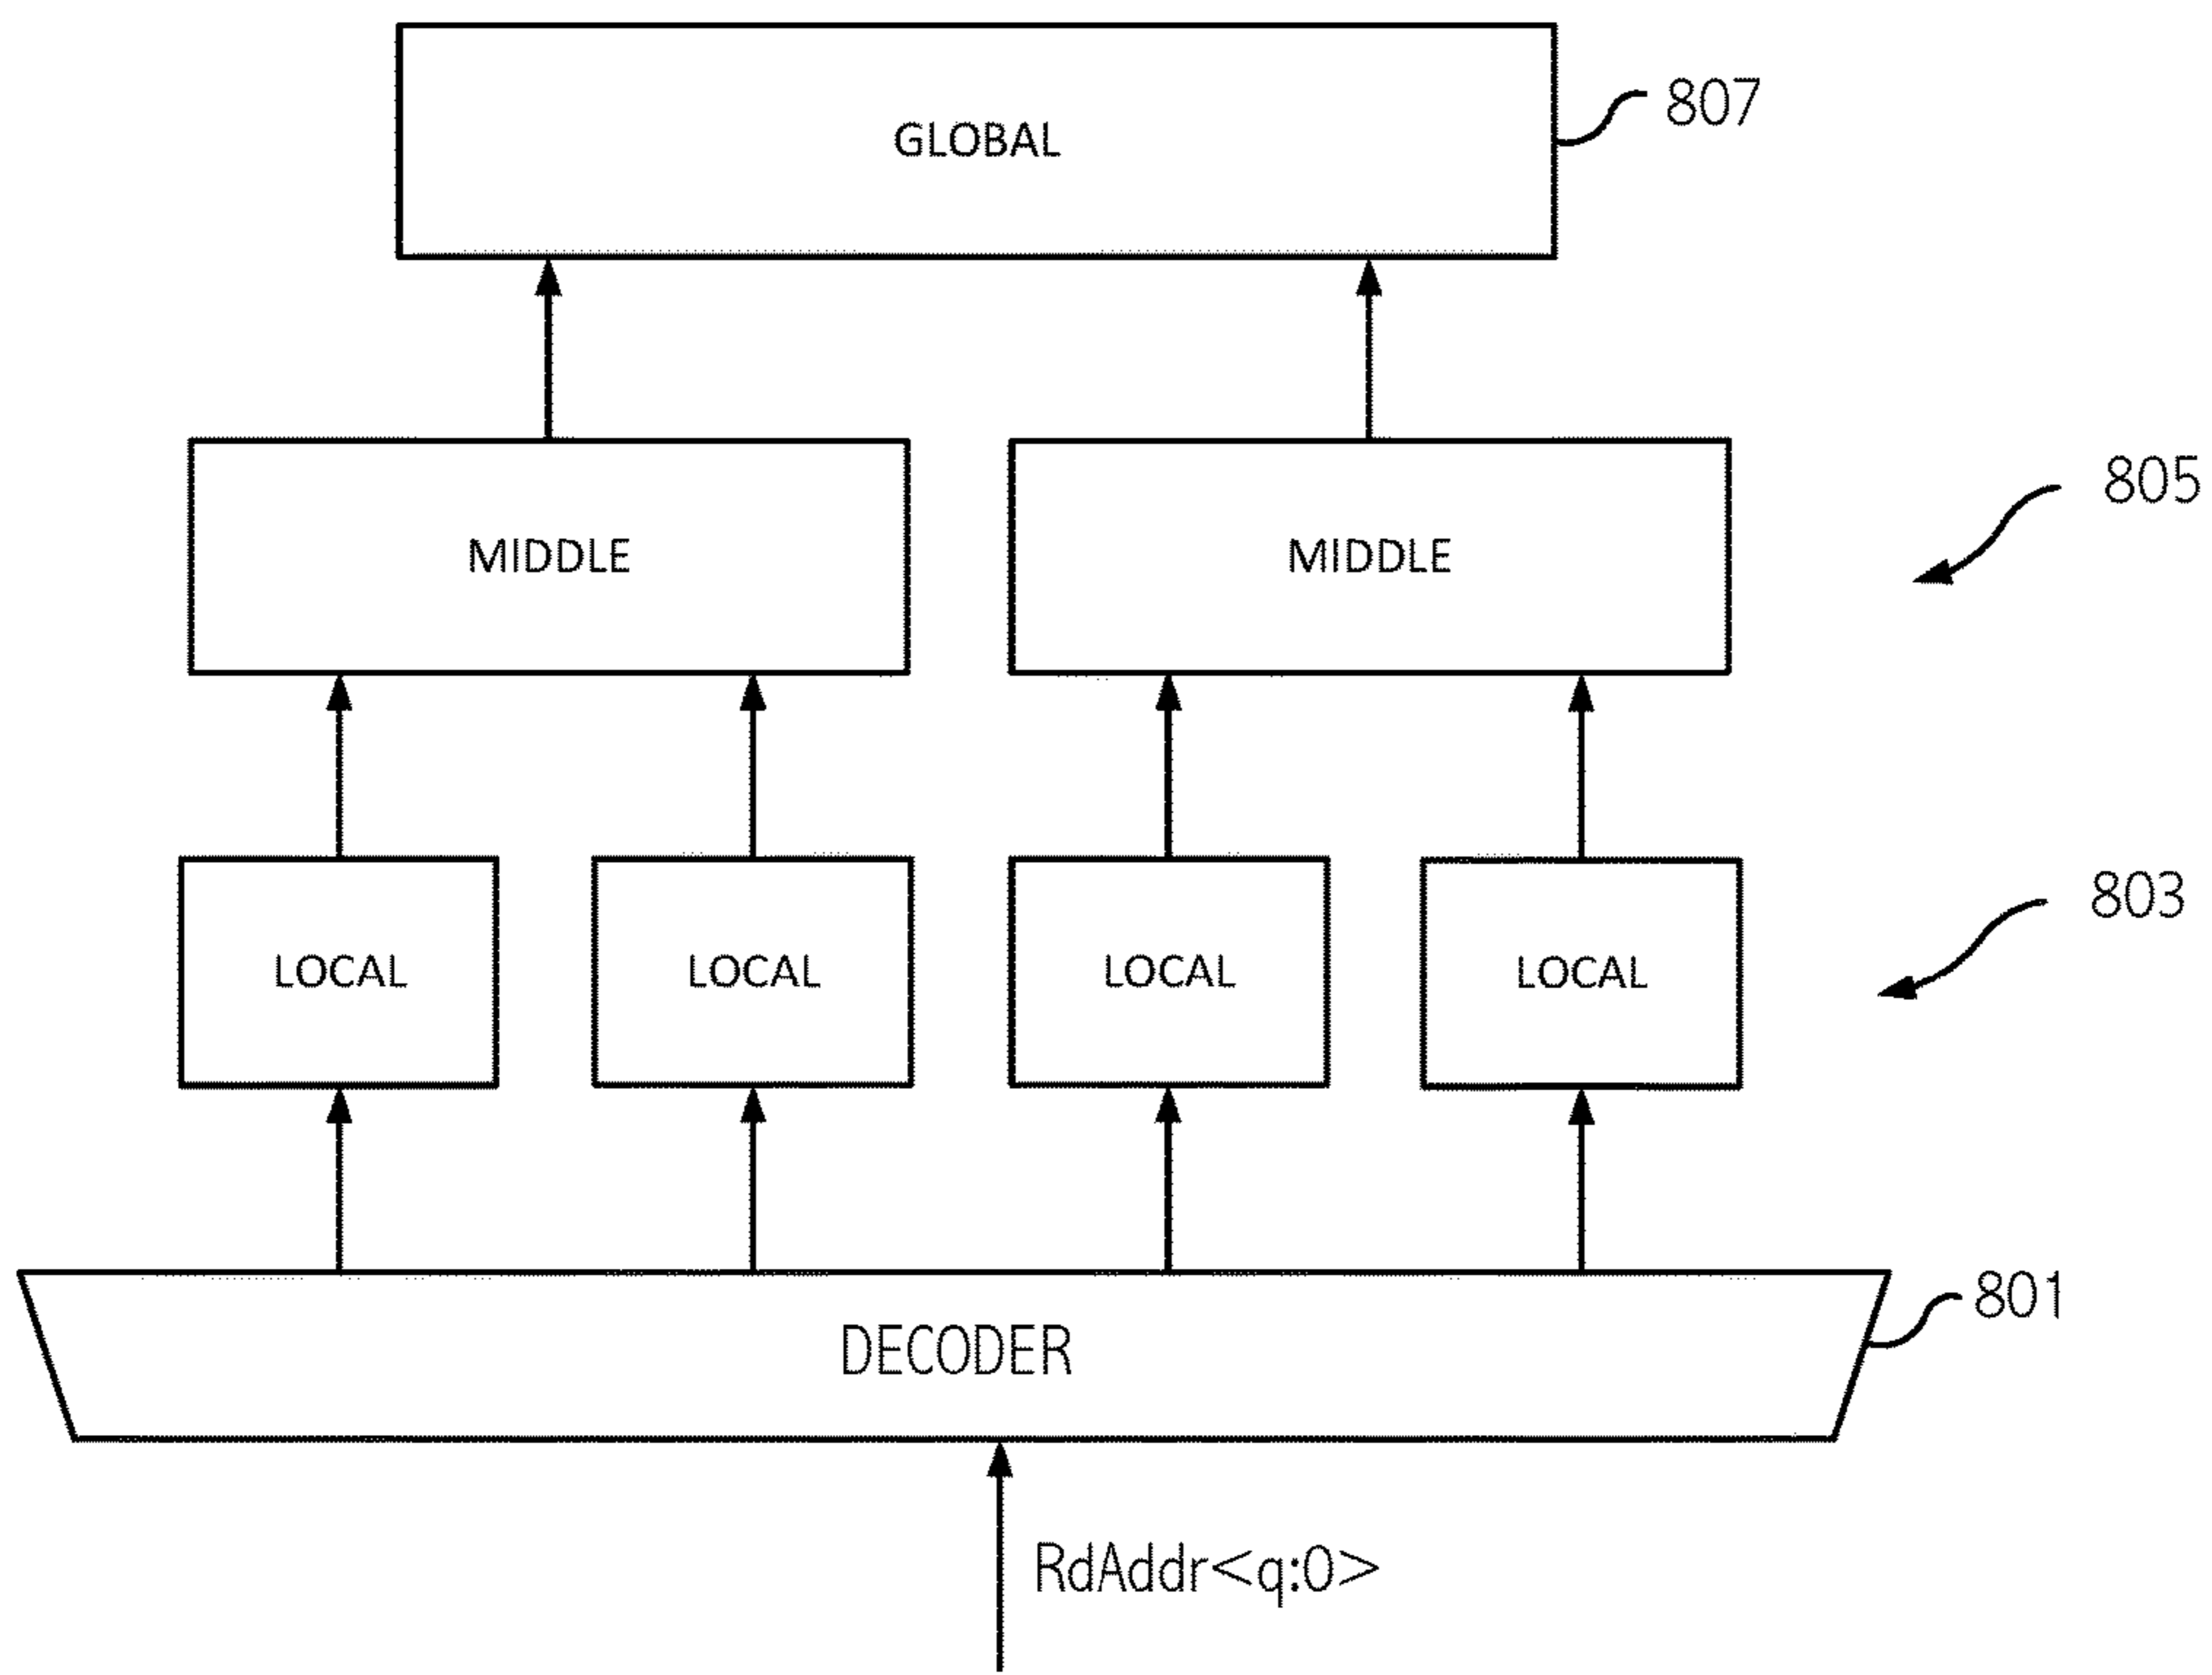 GLOBAL
807
MIDDLE
MIDDLE
805
LOCAL
LOCAL
LOCAL
LOCAL
803
DECODER
801
RdAddr<q:0>